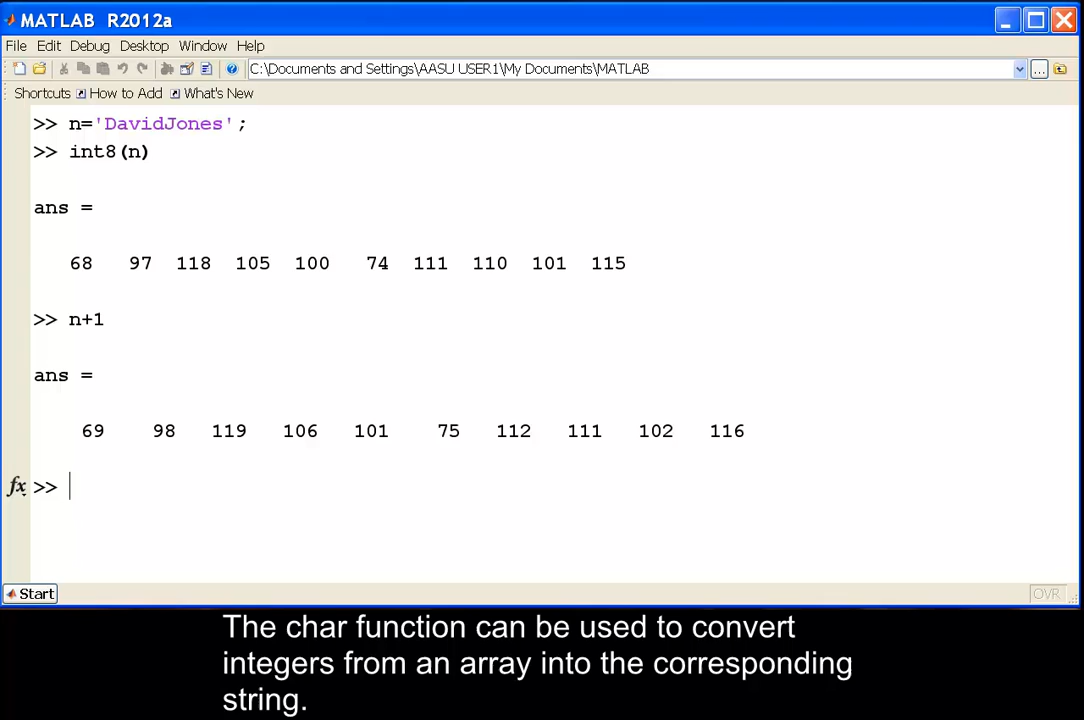 MATLAB R2012a
File Edit Debug Desktop Window Help
C:\Documents and Settings\AASU USER1\My Documents\MATLAB ...
Shortcuts How to Add What's New
>> n='DavidJones';
>> int8(n)
ans =
68 97 118 105 100 74 111 110 101 115
>> n+1
ans =
69 98 119 106 101 75 112 111 102 116
fx >>
Start OVR
The char function can be used to convert
integers from an array into the corresponding
string.